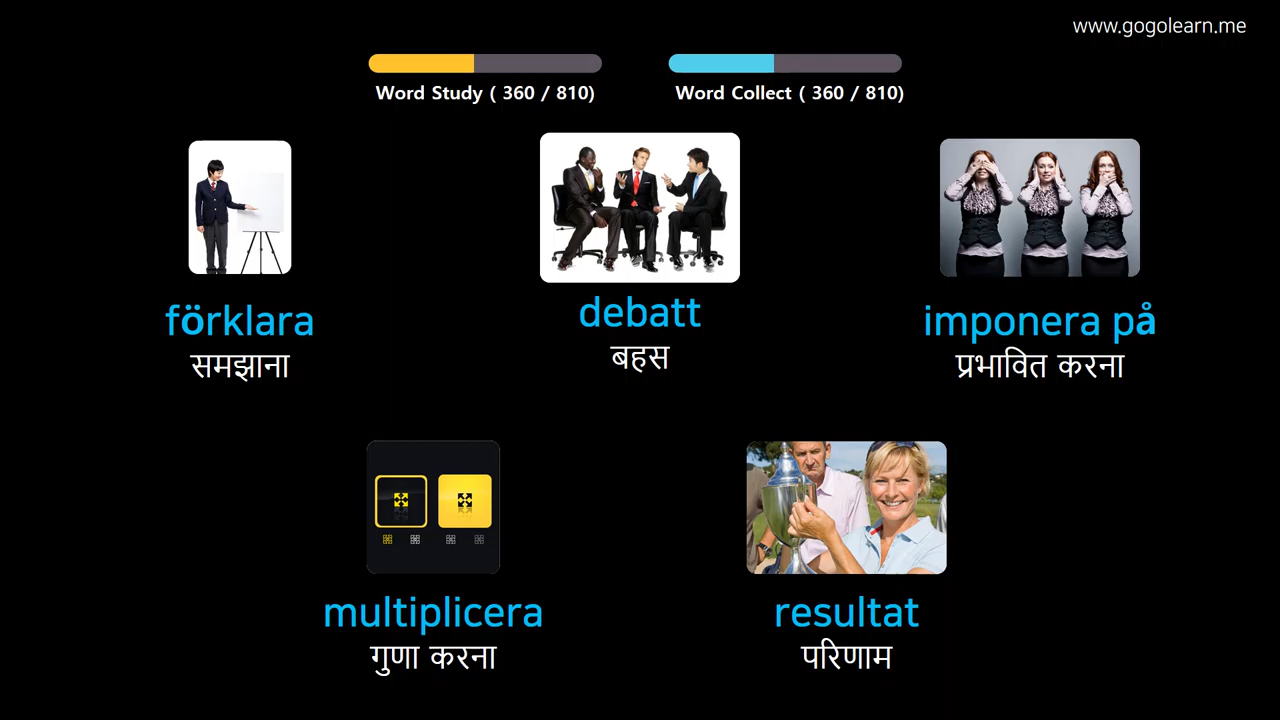 www.gogolearn.me
Word Study ( 360 / 810)
Word Collect ( 360 / 810)
förklara
समझाना
debatt
बहस
imponera på
प्रभावित करना
multiplicera
गुणा करना
resultat
परिणाम